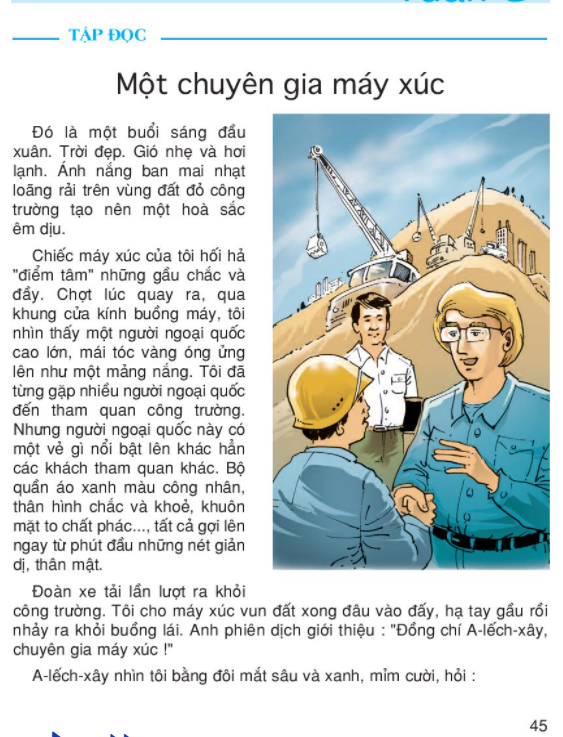 TẬP ĐỌC
Một chuyên gia máy xúc
Đó là một buổi sáng đầu
xuân. Trời đẹp. Gió nhẹ và hơi
lạnh. Ánh nắng ban mai nhạt
loãng rải trên vùng đất đỏ công
trường tạo nên một hoà sắc
êm dịu.
Chiếc máy xúc của tôi hối hả
"điểm tâm" những gầu chắc và
đầy. Chợt lúc quay ra, qua
khung cửa kính buồng máy, tôi
nhìn thấy một người ngoại quốc
cao lớn, mái tóc vàng óng ửng
lên như một mảng nắng. Tôi đã
từng gặp nhiều người ngoại quốc
đến tham quan công trường.
Nhưng người ngoại quốc này có
một vẻ gì nổi bật lên khác hẳn
các khách tham quan khác. Bộ
quần áo xanh màu công nhân,
thân hình chắc và khoẻ, khuôn
mặt to chất phác..., tất cả gợi lên
ngay từ phút đầu những nét giản
dị, thân mật.
Đoàn xe tải lần lượt ra khỏi
công trường. Tôi cho máy xúc vun đất xong đâu vào đấy, hạ tay gầu rồi
nhảy ra khỏi buồng lái. Anh phiên dịch giới thiệu : "Đồng chí A-lếch-xây,
chuyên gia máy xúc !"
A-lếch-xây nhìn tôi bằng đôi mắt sâu và xanh, mỉm cười, hỏi :
45